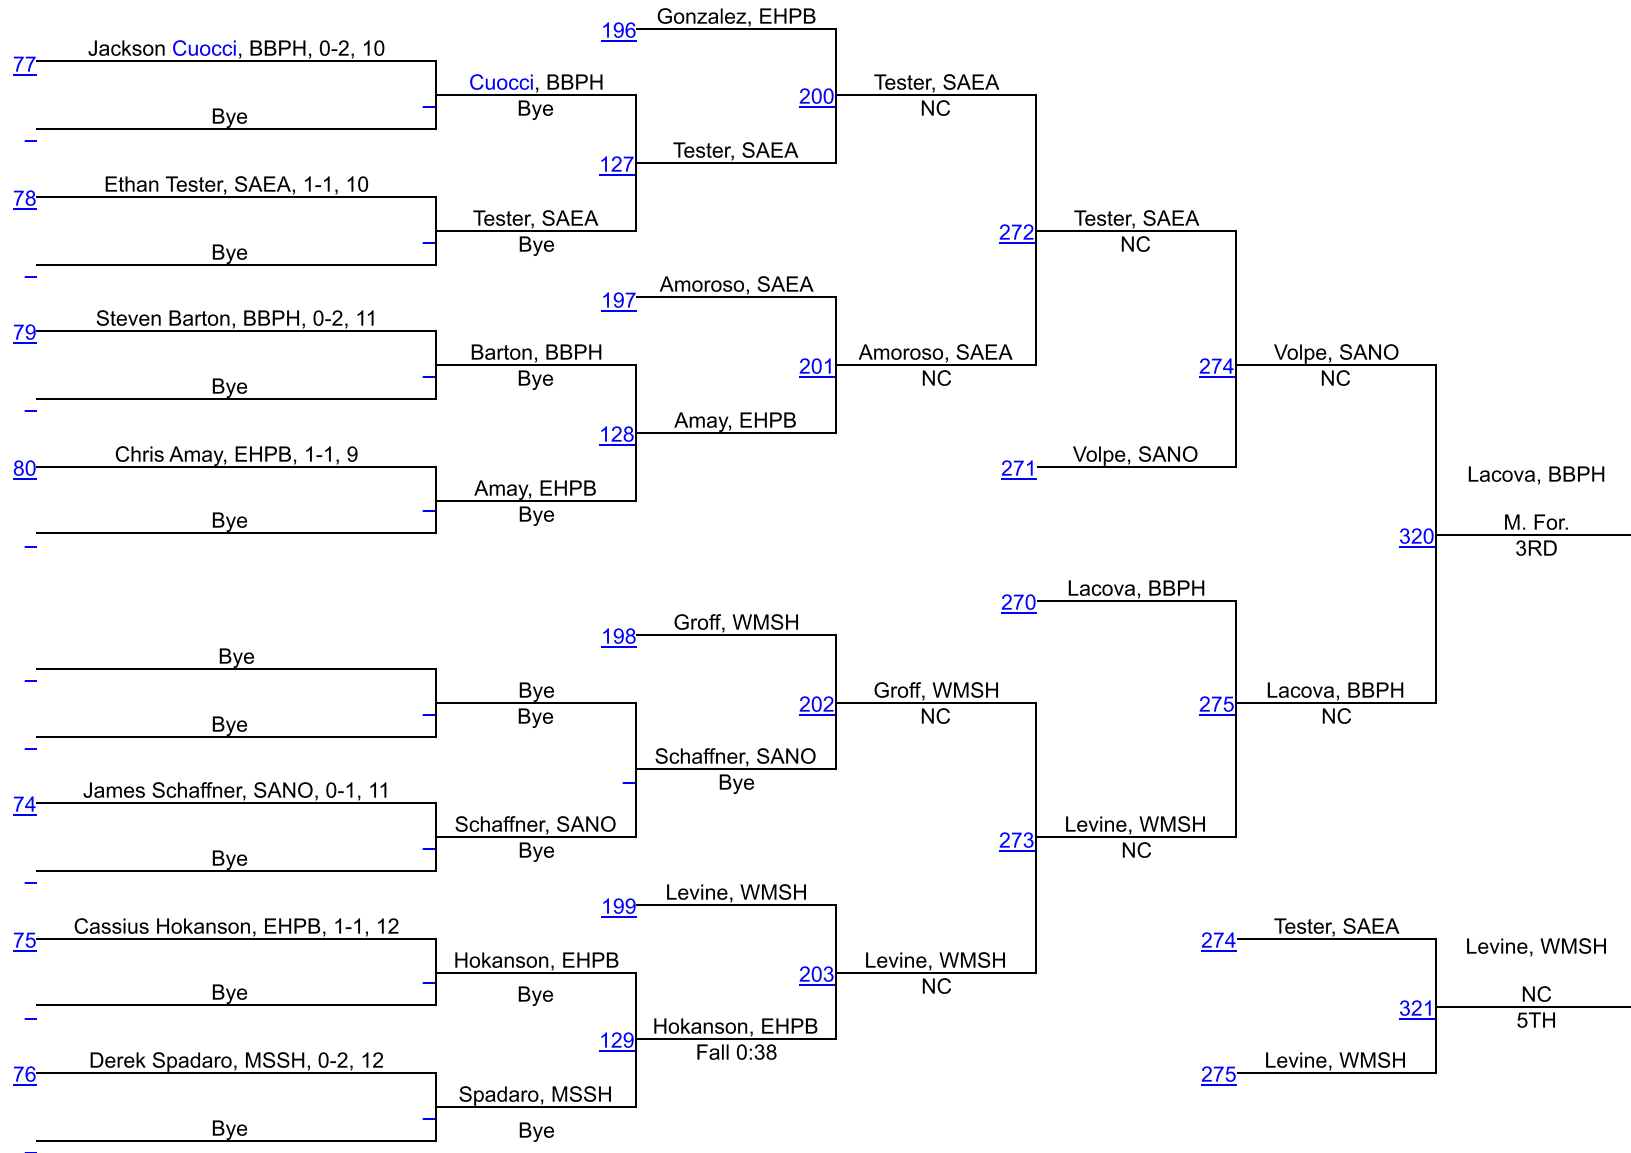 Gonzalez, EHPB
196
Jackson Cuocci, BBPH, 0-2, 10
77
Cuocci, BBPH
Bye
Tester, SAEA
NC
200
Bye
Tester, SAEA
127
Ethan Tester, SAEA, 1-1, 10
78
Tester, SAEA
Bye
Tester, SAEA
NC
272
Bye
Amoroso, SAEA
197
Steven Barton, BBPH, 0-2, 11
79
Barton, BBPH
Bye
Amoroso, SAEA
NC
201
Volpe, SANO
NC
274
Bye
Amay, EHPB
128
Chris Amay, EHPB, 1-1, 9
80
Volpe, SANO
271
Lacova, BBPH
Amay, EHPB
Bye
Bye
M. For.
3RD
320
Lacova, BBPH
270
Groff, WMSH
198
Bye
Bye
Bye
Groff, WMSH
NC
202
Lacova, BBPH
NC
275
Bye
Schaffner, SANO
Bye
James Schaffner, SANO, 0-1, 11
74
Schaffner, SANO
Bye
Levine, WMSH
NC
273
Bye
Levine, WMSH
199
Cassius Hokanson, EHPB, 1-1, 12
75
Tester, SAEA
274
Levine, WMSH
Hokanson, EHPB
Bye
Levine, WMSH
NC
203
Bye
NC
5TH
321
Hokanson, EHPB
Fall 0:38
129
Derek Spadaro, MSSH, 0-2, 12
76
Levine, WMSH
275
Spadaro, MSSH
Bye
Bye